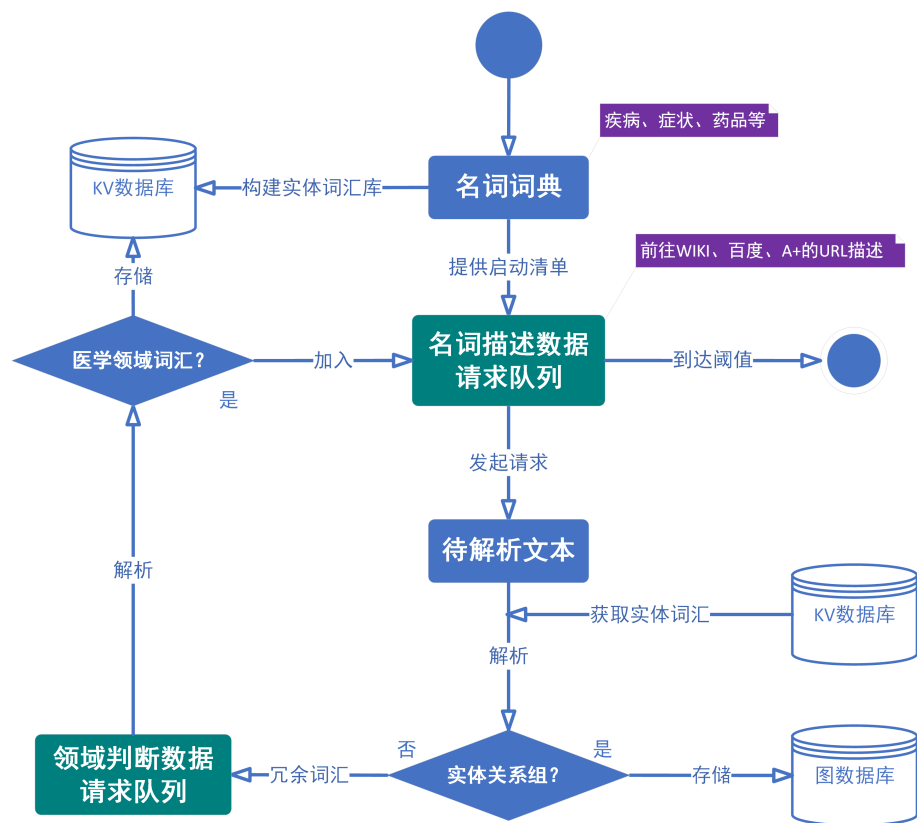 疾病、症状、药品等
KV数据库
构建实体词汇库
名词词典
前往WIKI、百度、A+的URL描述
提供启动清单
存储
医学领域词汇？
是
加入
名词描述数据
请求队列
到达阈值
发起请求
待解析文本
解析
获取实体词汇
KV数据库
解析
领域判断数据
请求队列
冗余词汇
否
实体关系组？
是
存储
图数据库